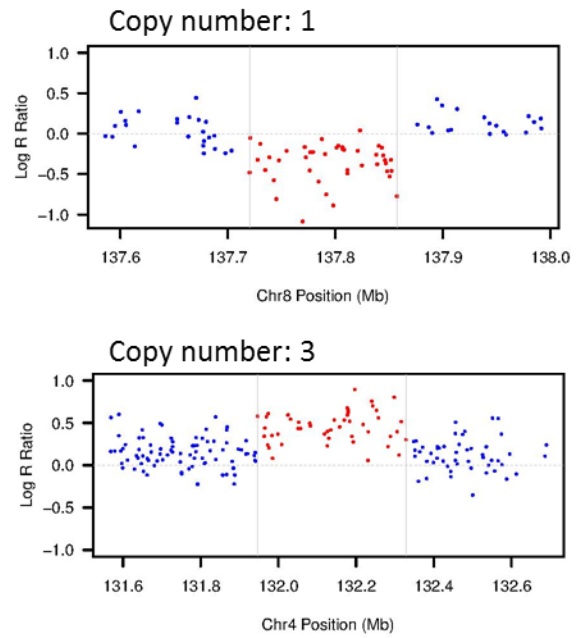 Copy number: 1
1.0
0.5
0.0
−0.5
−1.0
Log R Ratio
137.6 137.7 137.8 137.9 138.0
Chr8 Position (Mb)
Copy number: 3
1.0
0.5
0.0
−0.5
−1.0
Log R Ratio
131.6 131.8 132.0 132.2 132.4 132.6
Chr4 Position (Mb)